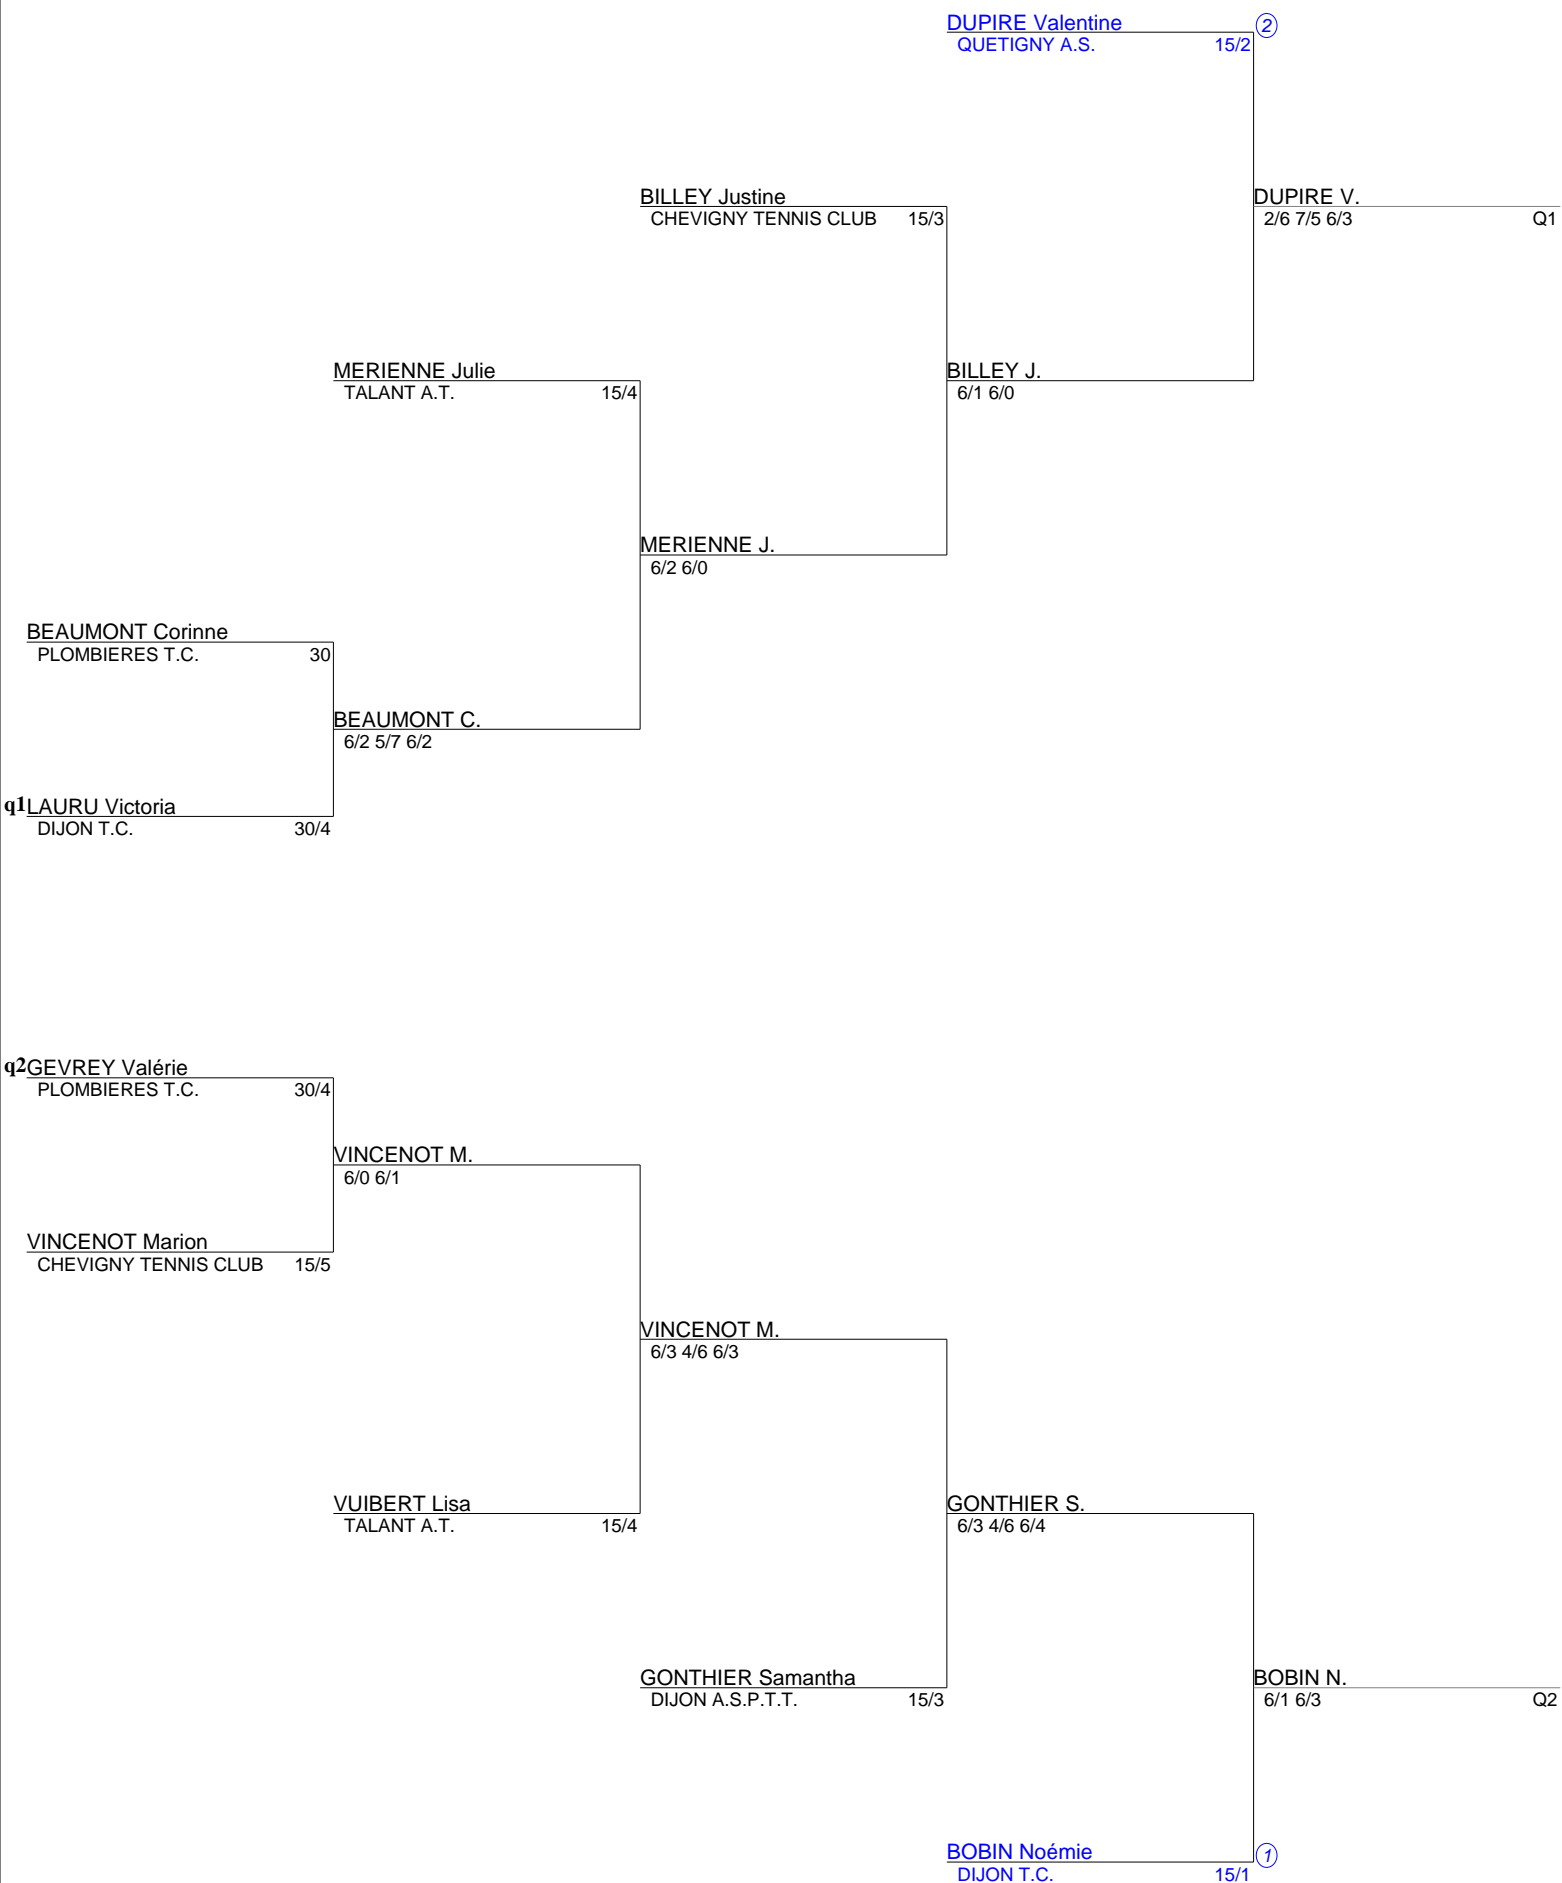 DUPIRE Valentine 2
QUETIGNY A.S. 15/2
BILLEY Justine
CHEVIGNY TENNIS CLUB 15/3
DUPIRE V.
2/6 7/5 6/3 Q1
MERIENNE Julie
TALANT A.T. 15/4
BILLEY J.
6/1 6/0
MERIENNE J.
6/2 6/0
BEAUMONT Corinne
PLOMBIERES T.C. 30
BEAUMONT C.
6/2 5/7 6/2
q1 LAURU Victoria
DIJON T.C. 30/4
q2 GEVREY Valérie
PLOMBIERES T.C. 30/4
VINCENOT M.
6/0 6/1
VINCENOT Marion
CHEVIGNY TENNIS CLUB 15/5
VINCENOT M.
6/3 4/6 6/3
VUIBERT Lisa
TALANT A.T. 15/4
GONTHIER S.
6/3 4/6 6/4
GONTHIER Samantha
DIJON A.S.P.T.T. 15/3
BOBIN N.
6/1 6/3 Q2
BOBIN Noémie 1
DIJON T.C. 15/1